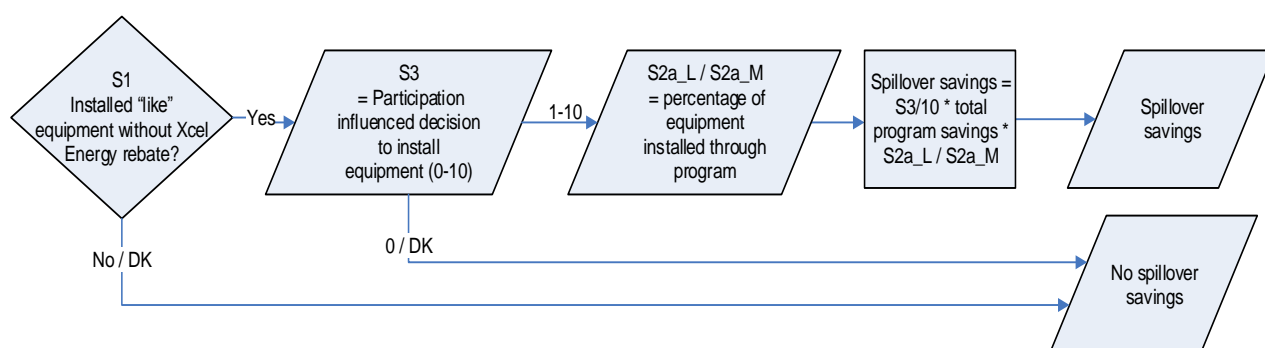 S1
Installed “like”
equipment without Xcel
Energy rebate?
Yes
S3
= Participation
influenced decision
to install
equipment (0-10)
1-10
S2a_L / S2a_M
= percentage of
equipment
installed through
program
Spillover savings =
S3/10 * total
program savings *
S2a_L / S2a_M
Spillover
savings
No / DK
0 / DK
No spillover
savings